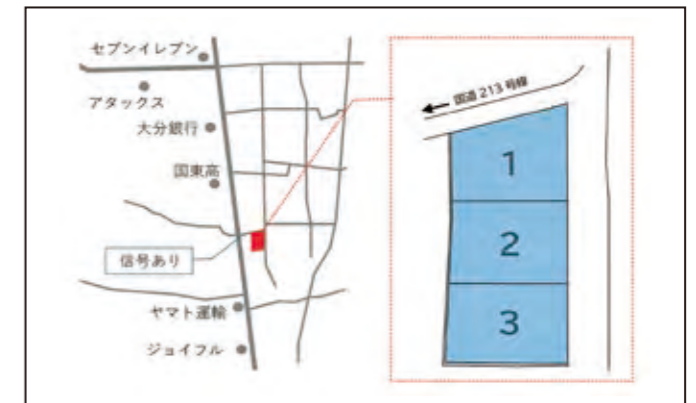 セブンイレブン
アタックス
大分銀行
国東高
信号あり
ヤマト運輸
ジョイフル
国道213号線
1
2
3